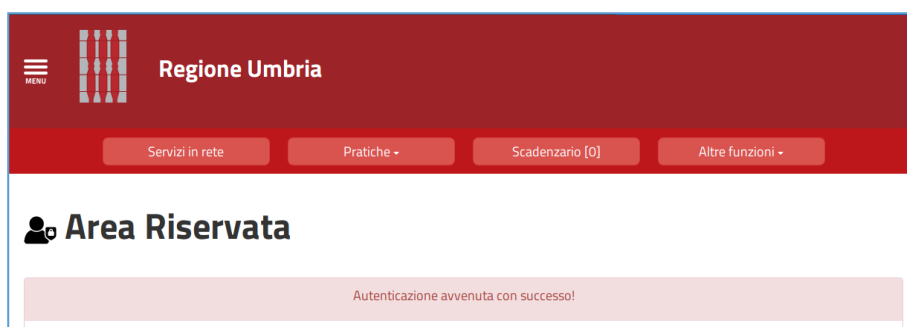 MENU
Regione Umbria
Servizi in rete
Pratiche
Scadenzario [0]
Altre funzioni
Area Riservata
Autenticazione avvenuta con successo!